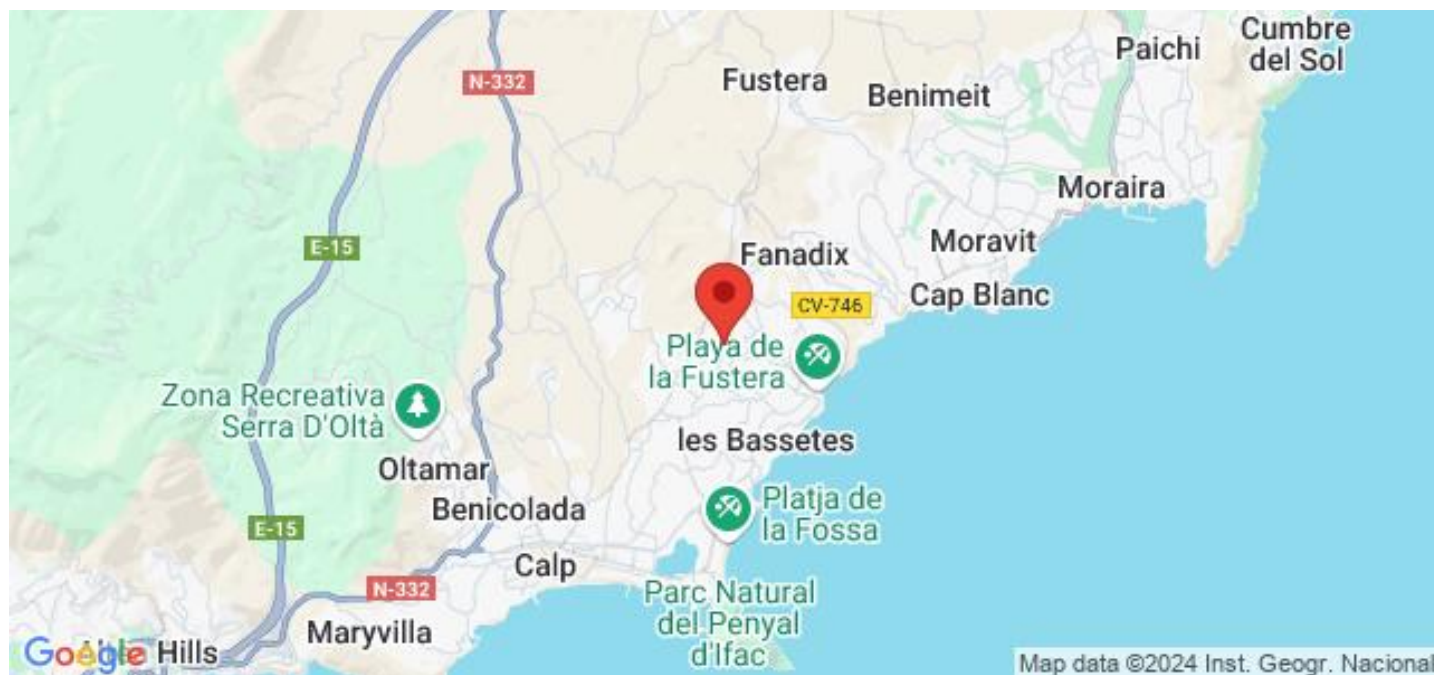 Cumbre
del Sol
Paichi
N-332
Fustera
Benimeit
Moraira
E-15
Fanadix
Moravit
Cap Blanc
CV-746
Playa de
la Fustera
Zona Recreativa
Serra D'Oltà
les Bassetes
Oltamar
Benicolada
Platja de
la Fossa
E-15
Calp
N-332
Parc Natural
del Penyal
d'Ifac
Maryvilla
Google
Hills
Map data ©2024 Inst. Geogr. Nacional